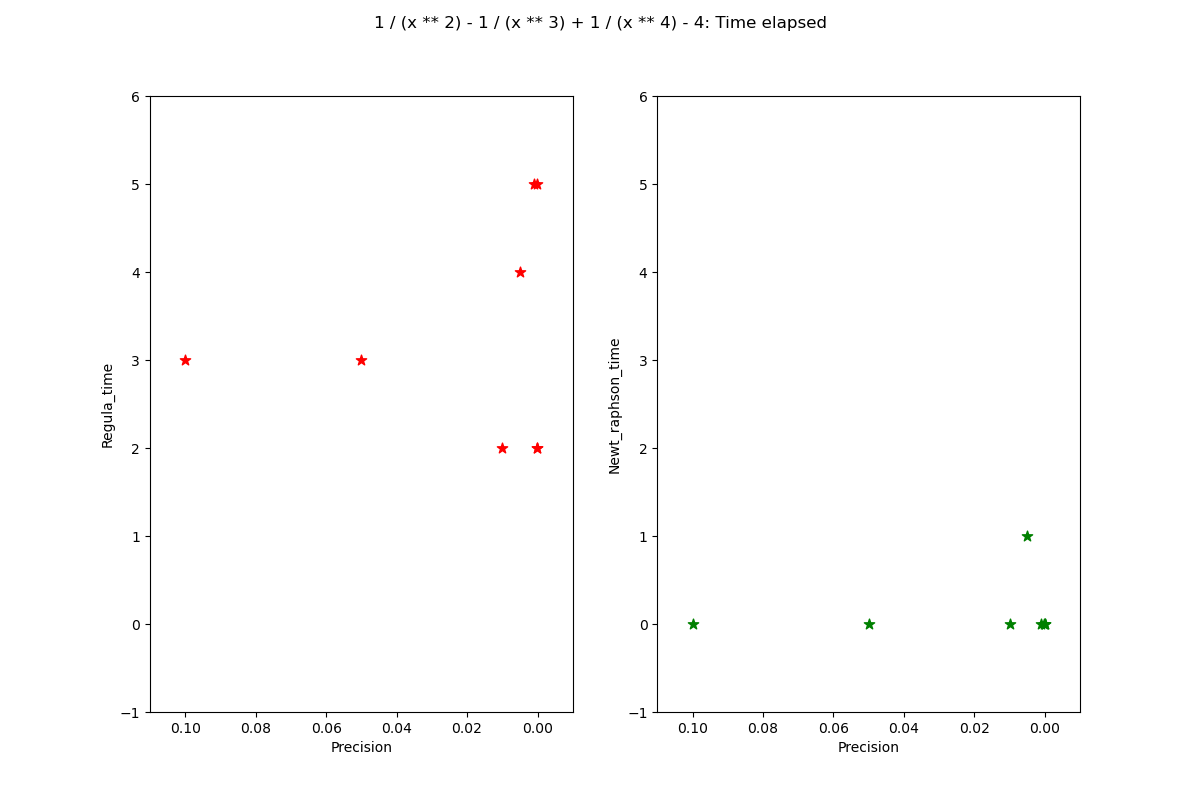 1 / (x ** 2) - 1 / (x ** 3) + 1 / (x ** 4) - 4: Time elapsed
Regula_time
6
5
4
3
2
1
0
−1
0.10 0.08 0.06 0.04 0.02 0.00
Precision
Newt_raphson_time
6
5
4
3
2
1
0
−1
0.10 0.08 0.06 0.04 0.02 0.00
Precision